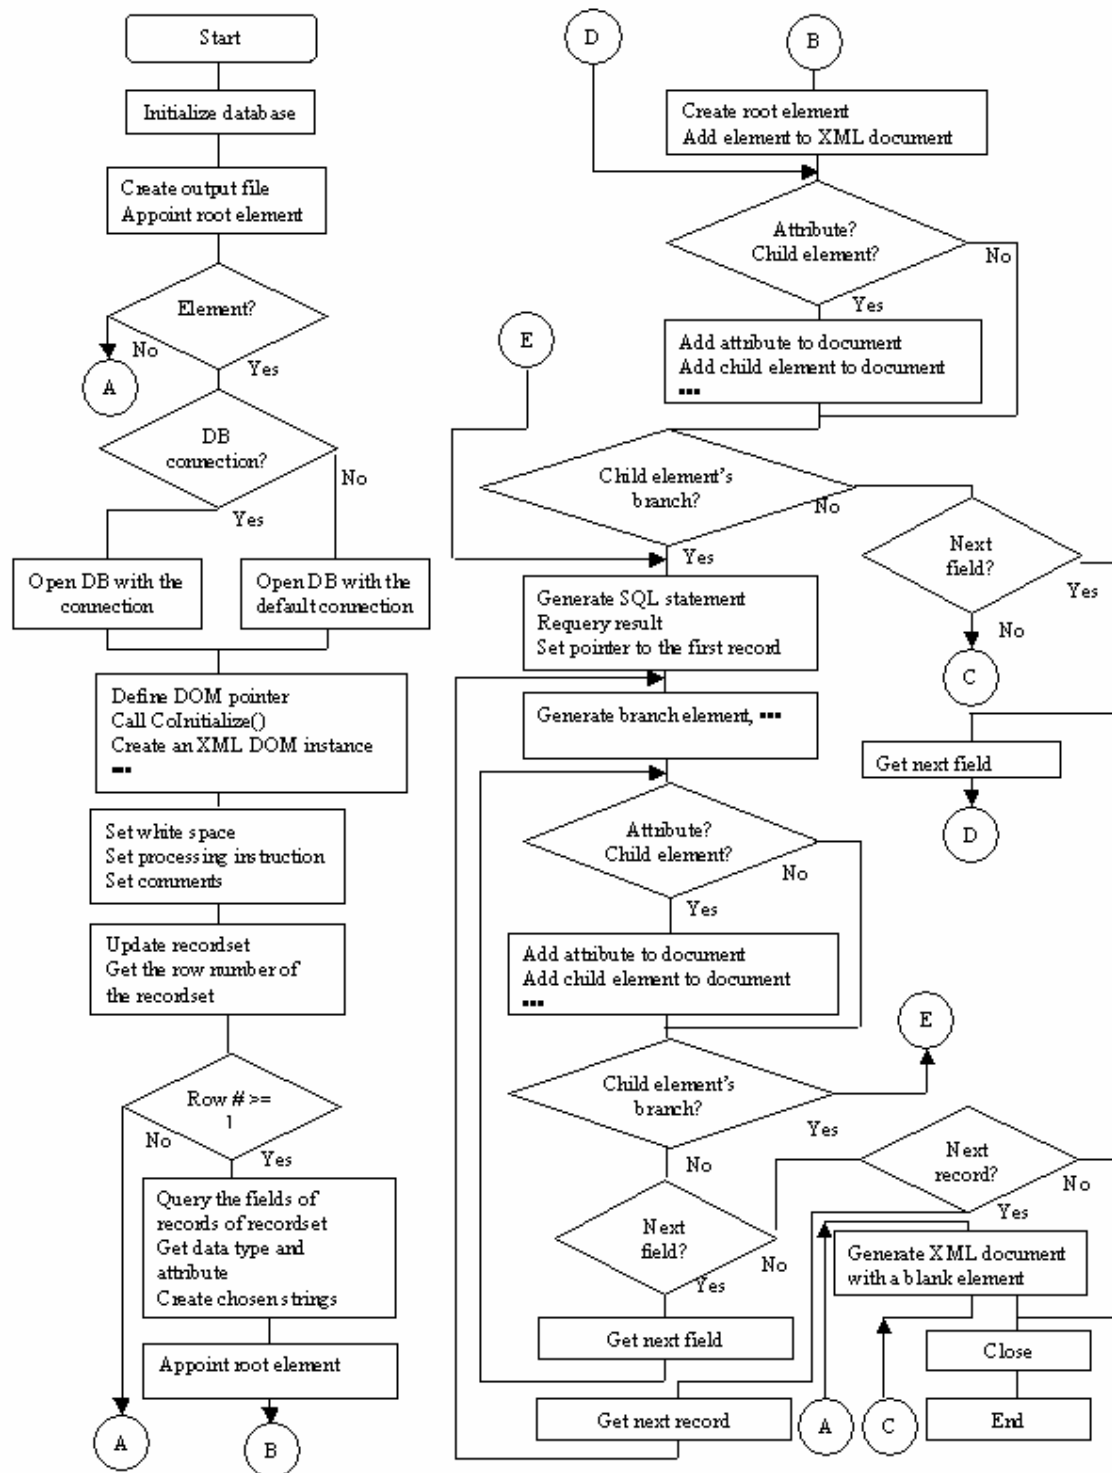 Start
Initialize database
Create output file
Appoint root element
Element?
No
Yes
A
DB
connection?
No
Yes
Open DB with the
connection
Open DB with the
default connection
Define DOM pointer
Call CoInitialize()
Create an XML DOM instance
...
Set white space
Set processing instruction
Set comments
Update recordset
Get the row number of
the recordset
Row # >=
1
No
Yes
Query the fields of
records of recordset
Get data type and
attribute
Create chosen strings
Appoint root element
A
B
D
B
Create root element
Add element to XML document
Attribute?
Child element?
No
Yes
E
Add attribute to document
Add child element to document
...
Child element's
branch?
No
Yes
Next
field?
Yes
No
C
Generate SQL statement
Requery result
Set pointer to the first record
Generate branch element, ...
Get next field
D
Attribute?
Child element?
No
Yes
Add attribute to document
Add child element to document
...
E
Child element's
branch?
Yes
No
Next
record?
No
Yes
Next
field?
No
Yes
Generate XML document
with a blank element
Get next field
Close
Get next record
A
C
End